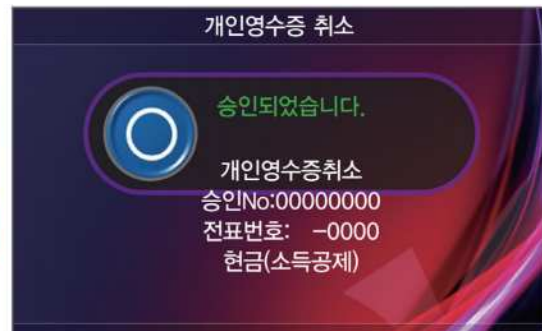 개인영수증 취소
승인되었습니다.
개인영수증취소
승인No:00000000
전표번호: -0000
현금(소득공제)